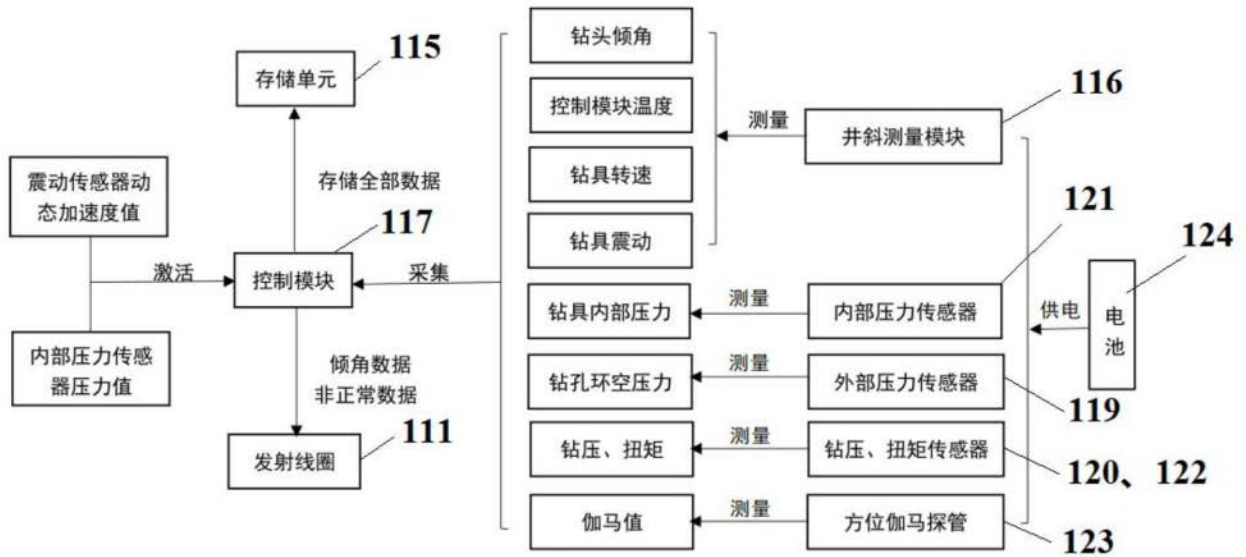 钻头倾角
115
存储单元
116
控制模块温度
测量
井斜测量模块
震动传感器动
态加速度值
存储全部数据
钻具转速
121
117
钻具震动
124
激活
控制模块
采集
钻具内部压力
测量
内部压力传感器
供电
电
池
内部压力传感
器压力值
倾角数据
非正常数据
钻孔环空压力
测量
外部压力传感器
119
111
发射线圈
钻压、扭矩
测量
钻压、扭矩传感器
120、122
伽马值
测量
方位伽马探管
123